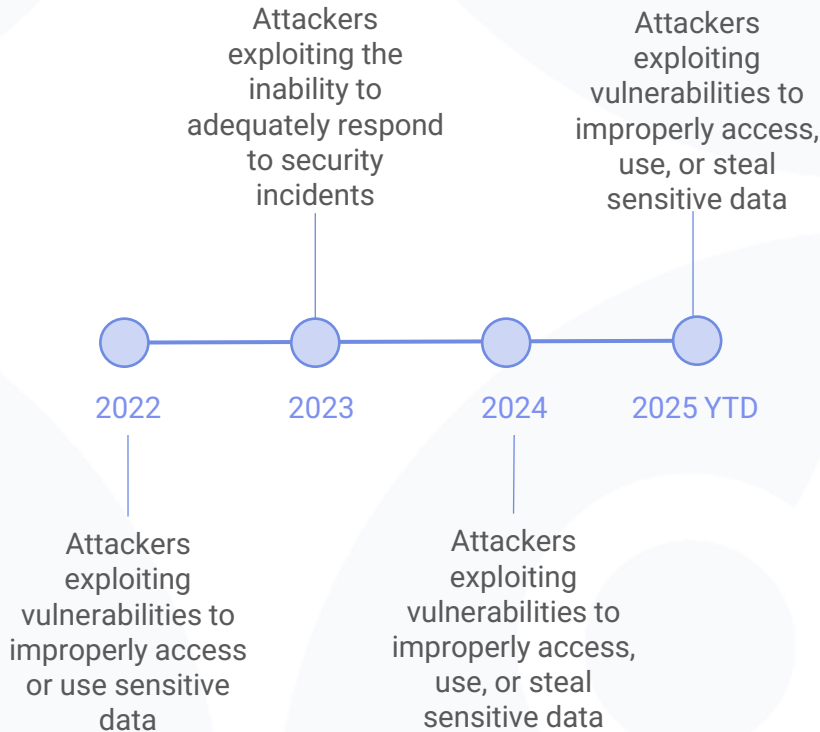 Attackers
exploiting the
inability to
adequately respond
to security
incidents
Attackers
exploiting
vulnerabilities to
improperly access,
use, or steal
sensitive data
2022
2023
2024
2025 YTD
Attackers
exploiting
vulnerabilities to
improperly access
or use sensitive
data
Attackers
exploiting
vulnerabilities to
improperly access,
use, or steal
sensitive data